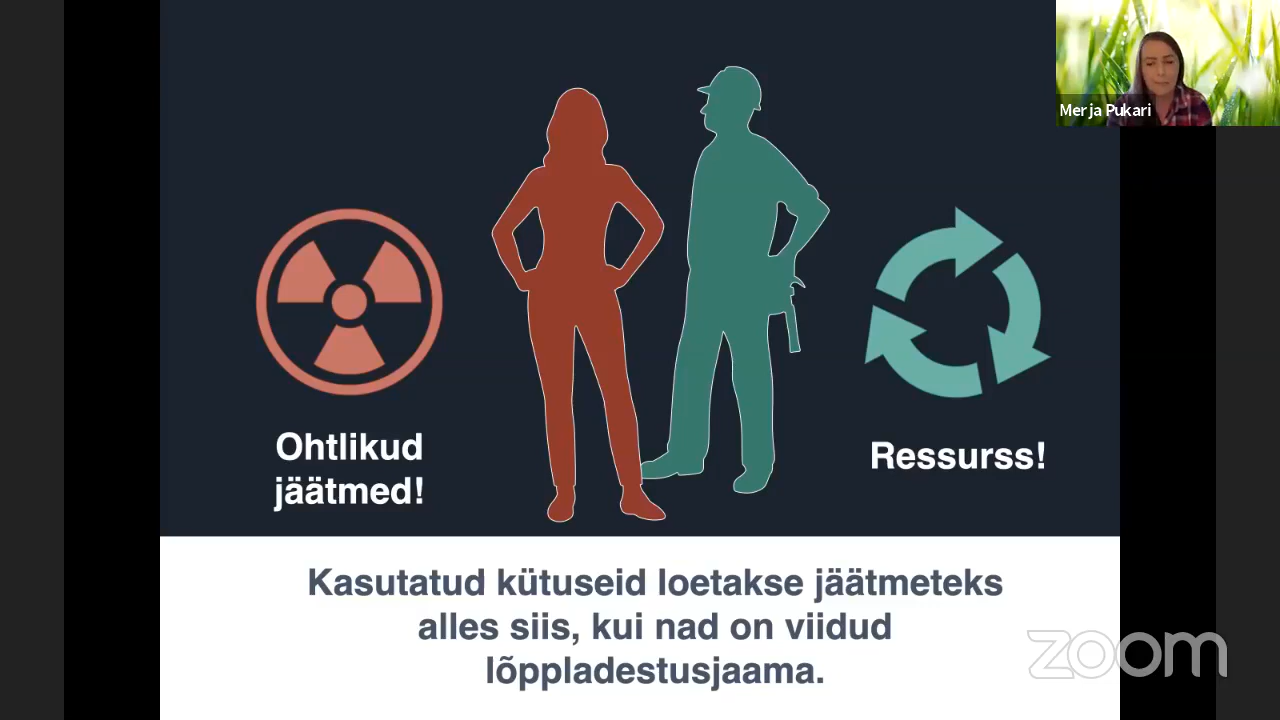 Merja Pukari
Ohtlikud
jäätmed!
Ressurss!
Kasutatud kütuseid loetakse jäätmeteks
alles siis, kui nad on viidud
lõppladestusjaama.
zoom